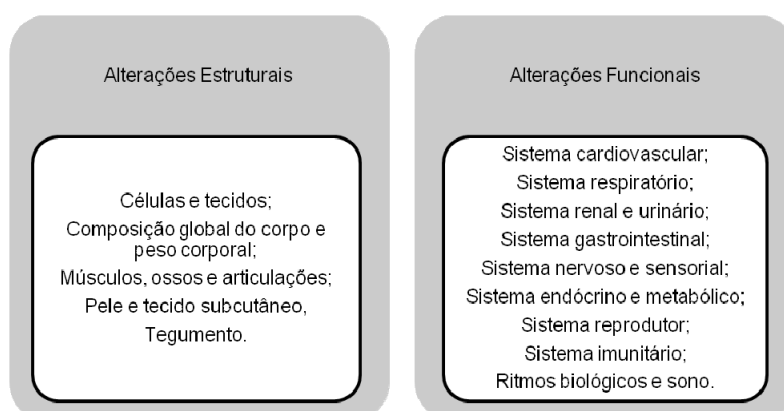 Alterações Estruturais
Células e tecidos;
Composição global do corpo e
peso corporal;
Músculos, ossos e articulações;
Pele e tecido subcutâneo,
Tegumento.
Alterações Funcionais
Sistema cardiovascular;
Sistema respiratório;
Sistema renal e urinário;
Sistema gastrointestinal;
Sistema nervoso e sensorial;
Sistema endócrino e metabólico;
Sistema reprodutor;
Sistema imunitário;
Ritmos biológicos e sono.